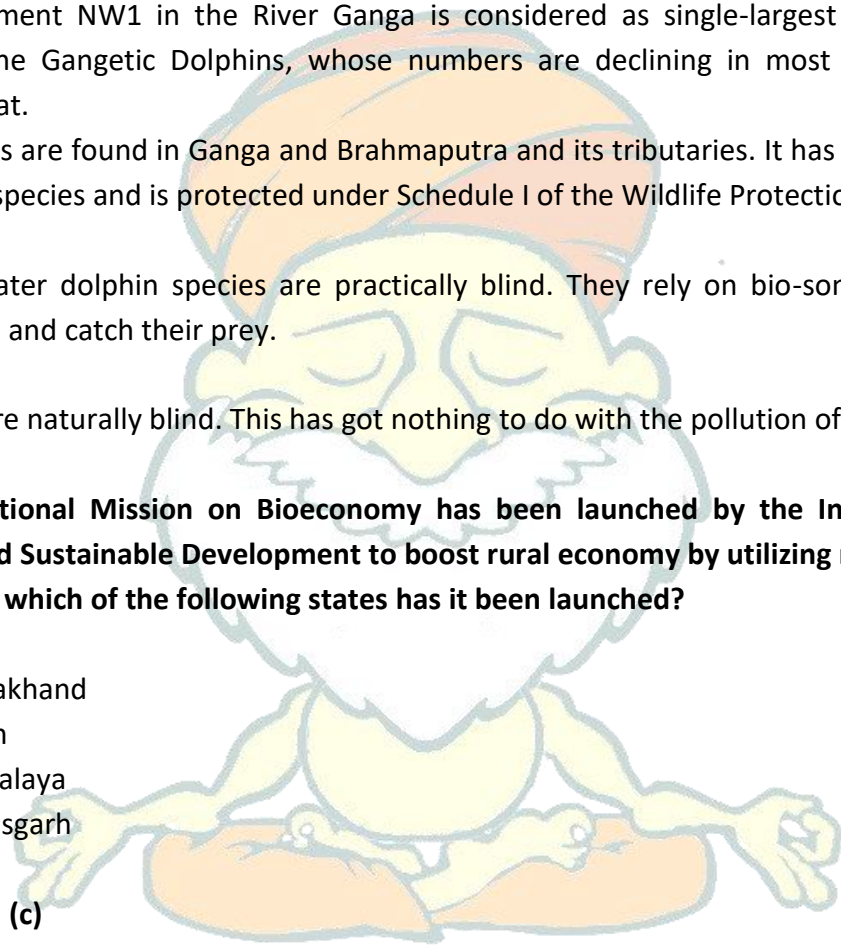 ment NW1 in the River Ganga is considered as single-largest
ne Gangetic Dolphins, whose numbers are declining in most
at.
s are found in Ganga and Brahmaputra and its tributaries. It has
species and is protected under Schedule I of the Wildlife Protectio
ater dolphin species are practically blind. They rely on bio-son
and catch their prey.
re naturally blind. This has got nothing to do with the pollution of
tional Mission on Bioeconomy has been launched by the In
d Sustainable Development to boost rural economy by utilizing
which of the following states has it been launched?
akhand
n
alaya
sgarh
(c)